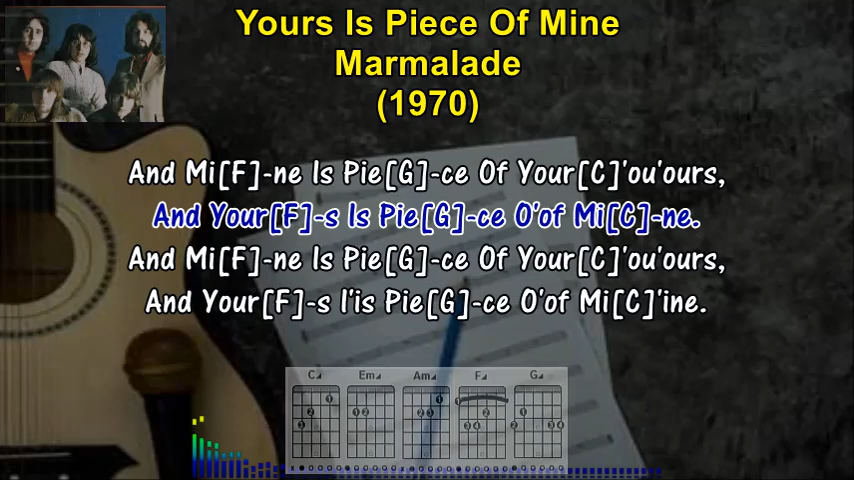 Yours Is Piece Of Mine
Marmalade
(1970)
And Mi[F]-ne Is Pie[G]-ce Of Your[C]'ou'ours,
And Your[F]-s Is Pie[G]-ce O'of Mi[C]-ne.
And Mi[F]-ne Is Pie[G]-ce Of Your[C]'ou'ours,
And Your[F]-s I'is Pie[G]-ce O'of Mi[C]'ine.
C Em Am F G